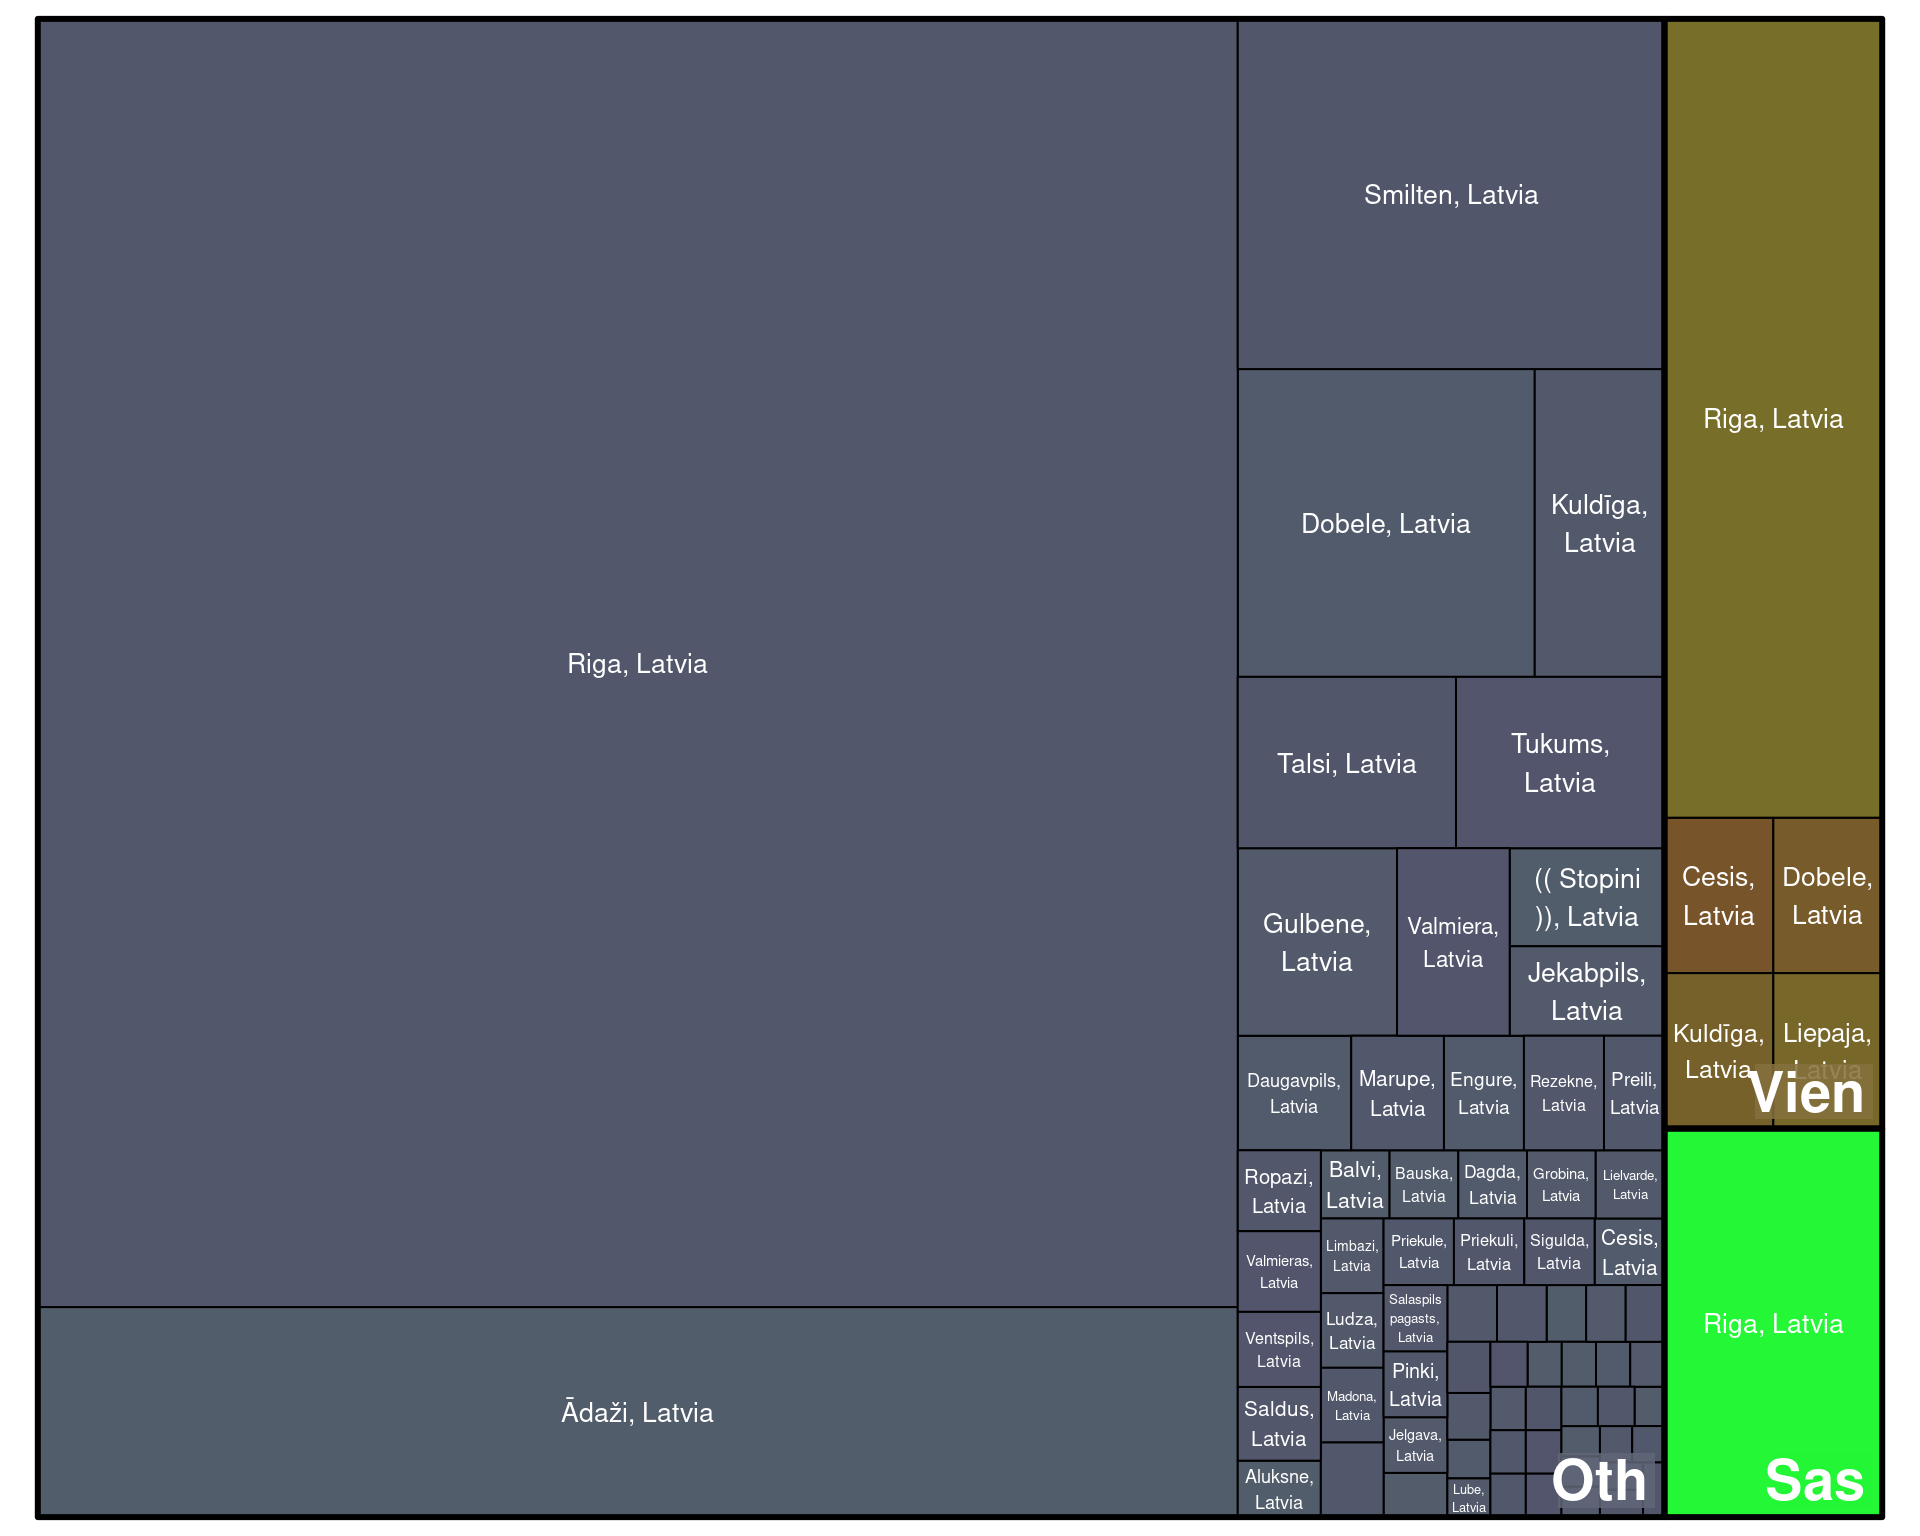 Riga, Latvia
Ādaži, Latvia
Smilten, Latvia
Dobele, Latvia
Kuldīga,
Latvia
Talsi, Latvia
Tukums,
Latvia
Gulbene,
Latvia
Valmiera,
Latvia
(( Stopini
)), Latvia
Jekabpils,
Latvia
Daugavpils,
Latvia
Marupe,
Latvia
Engure,
Latvia
Rezekne,
Latvia
Preili,
Latvia
Ropazi,
Latvia
Valmieras,
Latvia
Ventspils,
Latvia
Saldus,
Latvia
Aluksne,
Latvia
Balvi,
Latvia
Bauska,
Latvia
Dagda,
Latvia
Grobina,
Latvia
Lielvarde,
Latvia
Limbazi,
Latvia
Ludza,
Latvia
Madona,
Latvia
Priekule,
Latvia
Priekuli,
Latvia
Sigulda,
Latvia
Cesis,
Latvia
Salaspils
pagasts,
Latvia
Pinki,
Latvia
Jelgava,
Latvia
Lube,
Latvia
Oth
Riga, Latvia
Cesis,
Latvia
Dobele,
Latvia
Kuldīga,
Latvia
Liepaja,
Latvia
Vien
Riga, Latvia
Sas